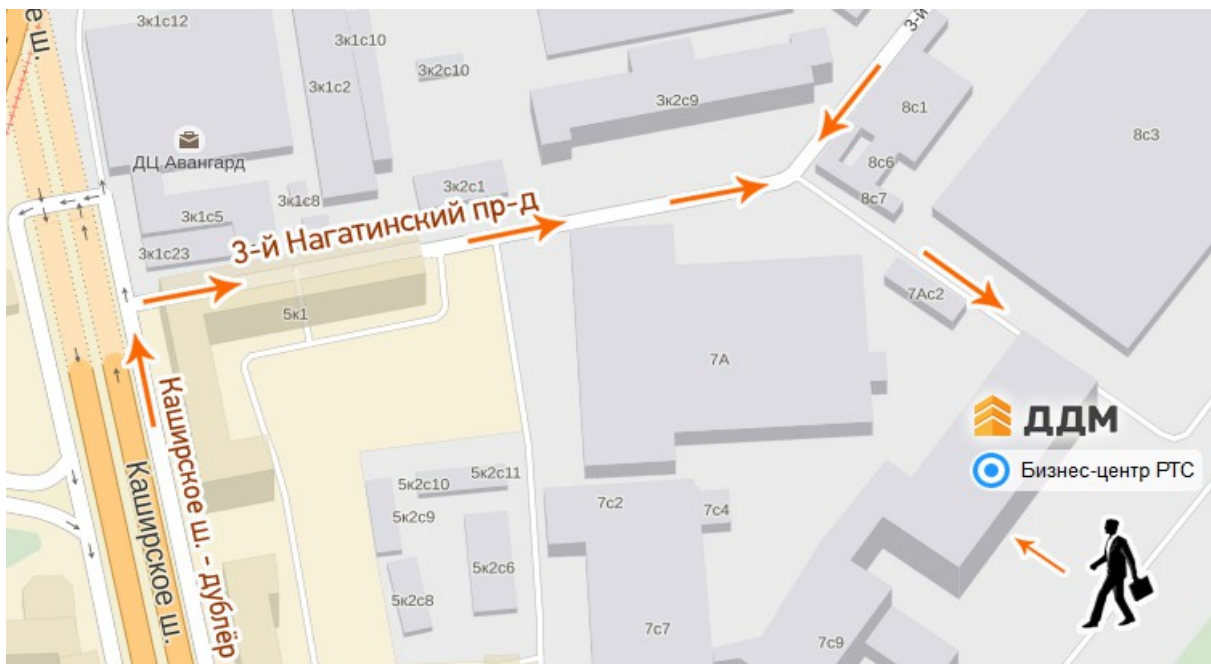 е ш.
3к1с12
3к1с10
3к1с2
3к2с10
3к2с9
3-й
8с1
8с3
8с6
8с7
ДЦ Авангард
3к1с5
3к1с8
3к2с1
3к1с23
3-й Нагатинский пр-д
5к1
7А
7Ас2
Каширское ш. - дублёр
Каширское ш.
5к2с10
5к2с11
5к2с9
5к2с6
5к2с8
7с2
7с4
7с7
7с9
ДДМ
Бизнес-центр РТС